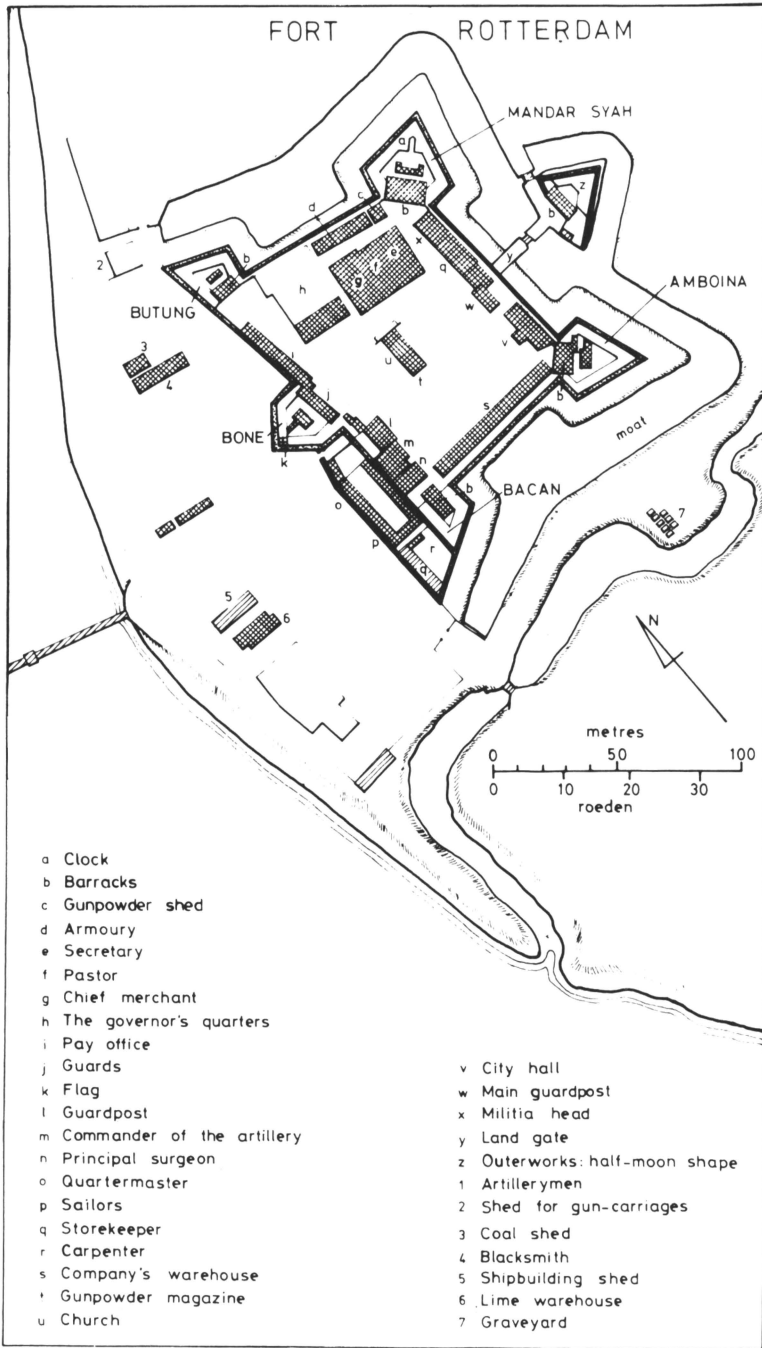 FORT ROTTERDAM
MANDAR SYAH
a
z
c
b
b
d
x
e
f
q
g
y
2
b
h
w
AMBOINA
BUTUNG
v
3
u
t
4
j
s
b
l
BONE
m
moat
k
n
b
BACAN
o
7
p
r
q
5
6
N
metres
0 50 100
0 10 20 30
roeden
a Clock
b Barracks
c Gunpowder shed
d Armoury
e Secretary
f Pastor
g Chief merchant
h The governor's quarters
i Pay office
j Guards
k Flag
l Guardpost
m Commander of the artillery
n Principal surgeon
o Quartermaster
p Sailors
q Storekeeper
r Carpenter
s Company's warehouse
t Gunpowder magazine
u Church
v City hall
w Main guardpost
x Militia head
y Land gate
z Outerworks: half-moon shape
1 Artillerymen
2 Shed for gun-carriages
3 Coal shed
4 Blacksmith
5 Shipbuilding shed
6 Lime warehouse
7 Graveyard